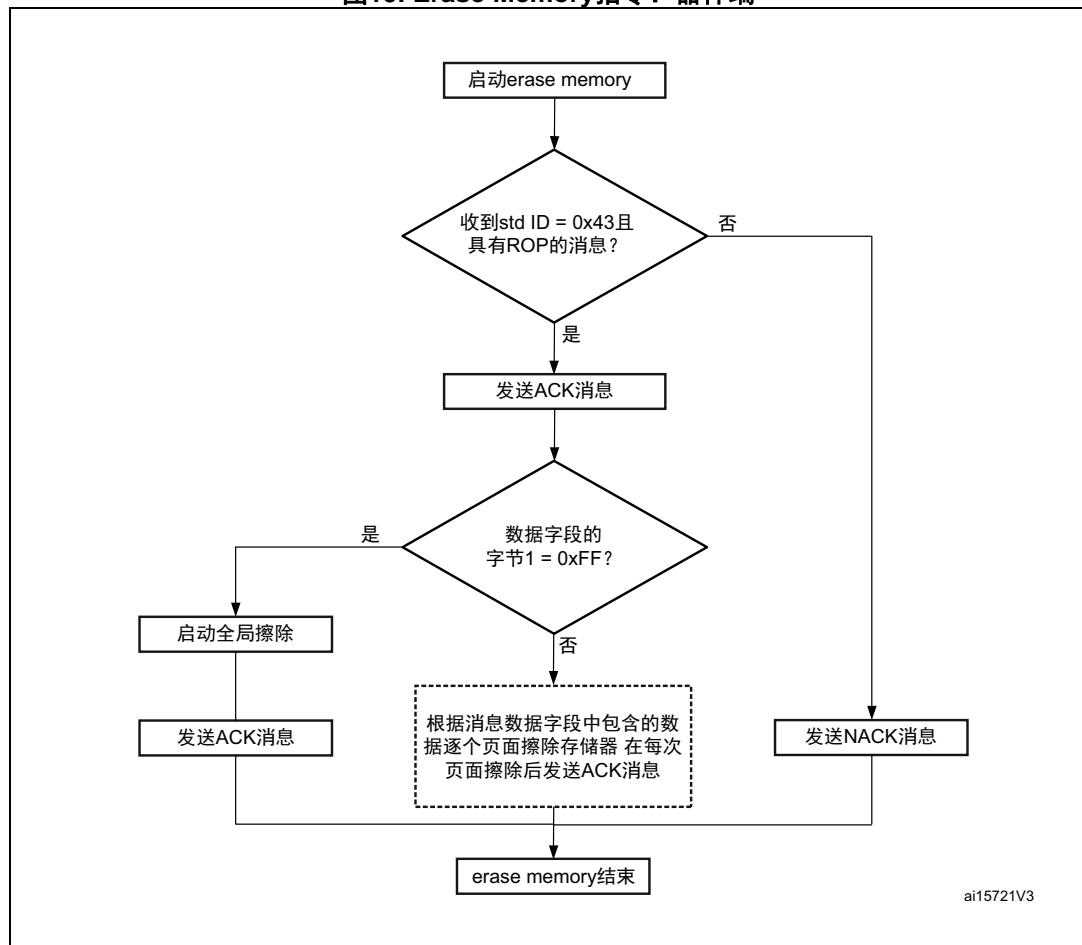 启动erase memory
收到std ID = 0x43且
具有ROP的消息？
否
是
发送ACK消息
数据字段的
字节1 = 0xFF？
是
否
启动全局擦除
发送ACK消息
根据消息数据字段中包含的数
据逐个页面擦除存储器 在每次
页面擦除后发送ACK消息
发送NACK消息
erase memory结束
ai15721V3